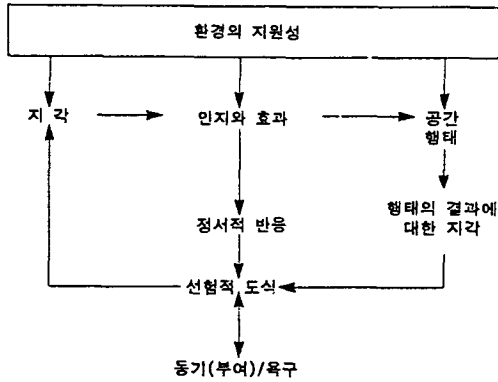 환경의 지원성
지 각
인지와 효과
공간
행태
정서적 반응
행태의 결과에
대한 지각
선험적 도식
동기(부여)/욕구